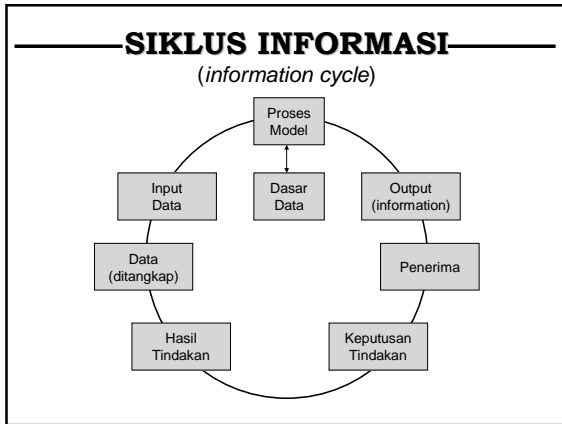 SIKLUS INFORMASI
(information cycle)
Proses
Model
Input
Data
Dasar
Data
Output
(information)
Data
(ditangkap)
Penerima
Hasil
Tindakan
Keputusan
Tindakan